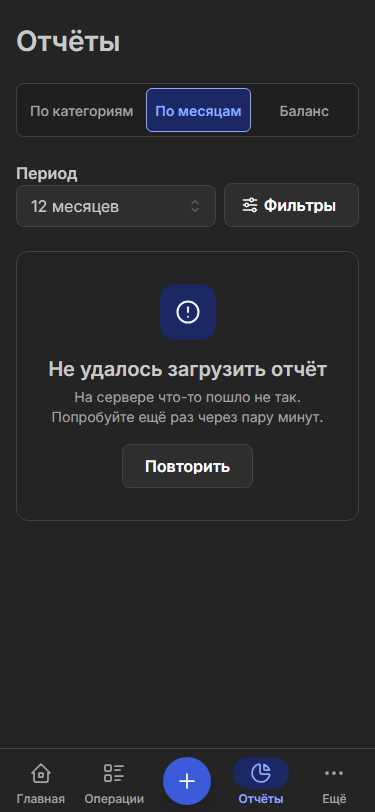 Отчёты
По категориям
По месяцам
Баланс
Период
12 месяцев
Фильтры
Не удалось загрузить отчёт
На сервере что-то пошло не так.
Попробуйте ещё раз через пару минут.
Повторить
Главная
Операции
Отчёты
Ещё